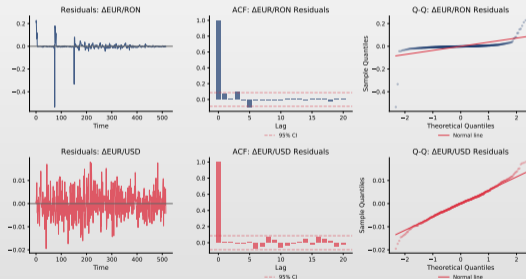 Residuals: ΔEUR/RON
0.2
0.0
−0.2
−0.4
0 100 200 300 400 500
Time
ACF: ΔEUR/RON Residuals
1.0
0.8
0.6
0.4
0.2
0.0
0 5 10 15 20
Lag
95% CI
Q-Q: ΔEUR/RON Residuals
Sample Quantiles
0.2
0.0
−0.2
−0.4
−2 −1 0 1 2
Theoretical Quantiles
Normal line
Residuals: ΔEUR/USD
0.01
0.00
−0.01
−0.02
0 100 200 300 400 500
Time
ACF: ΔEUR/USD Residuals
1.0
0.8
0.6
0.4
0.2
0.0
0 5 10 15 20
Lag
95% CI
Q-Q: ΔEUR/USD Residuals
Sample Quantiles
0.01
0.00
−0.01
−0.02
−2 −1 0 1 2
Theoretical Quantiles
Normal line